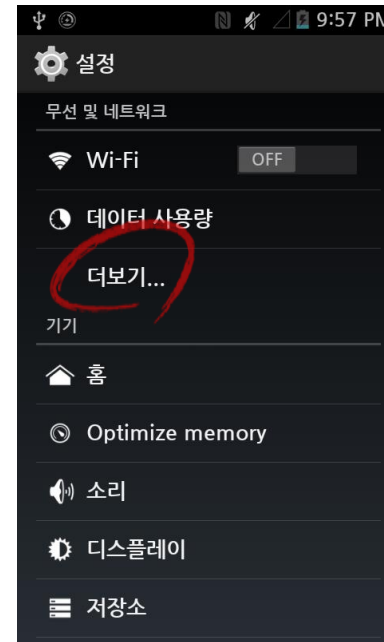 9:57 PM
설정
무선 및 네트워크
Wi-Fi OFF
데이터 사용량
더보기...
기기
홈
Optimize memory
소리
디스플레이
저장소